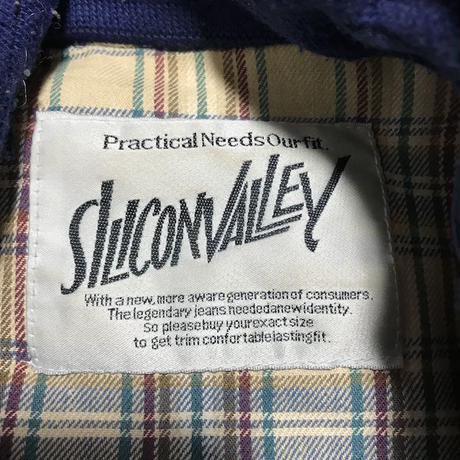 Practical Needs Our fit.
SILICON VALLEY
With a new, more aware generation of consumers.
The legendary jeans needed a new identity.
So please buy your exact size
to get trim confortable lasting fit.